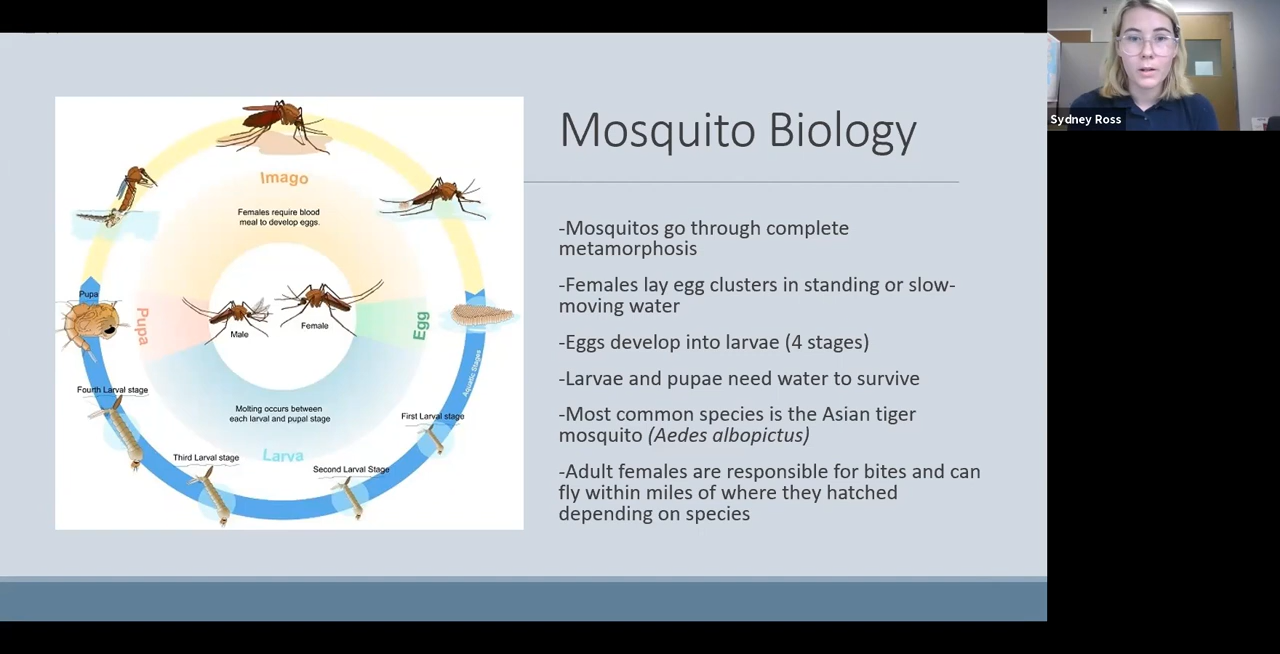 Sydney Ross
Mosquito Biology
-Mosquitos go through complete
metamorphosis
-Females lay egg clusters in standing or slow-
moving water
-Eggs develop into larvae (4 stages)
-Larvae and pupae need water to survive
-Most common species is the Asian tiger
mosquito (Aedes albopictus)
-Adult females are responsible for bites and can
fly within miles of where they hatched
depending on species
Imago
Females require blood
meal to develop eggs.
Pupa
Pupa
Male
Female
Egg
Aquatic Stages
Fourth Larval stage
Molting occurs between
each larval and pupal stage
First Larval stage
Larva
Third Larval stage
Second Larval Stage